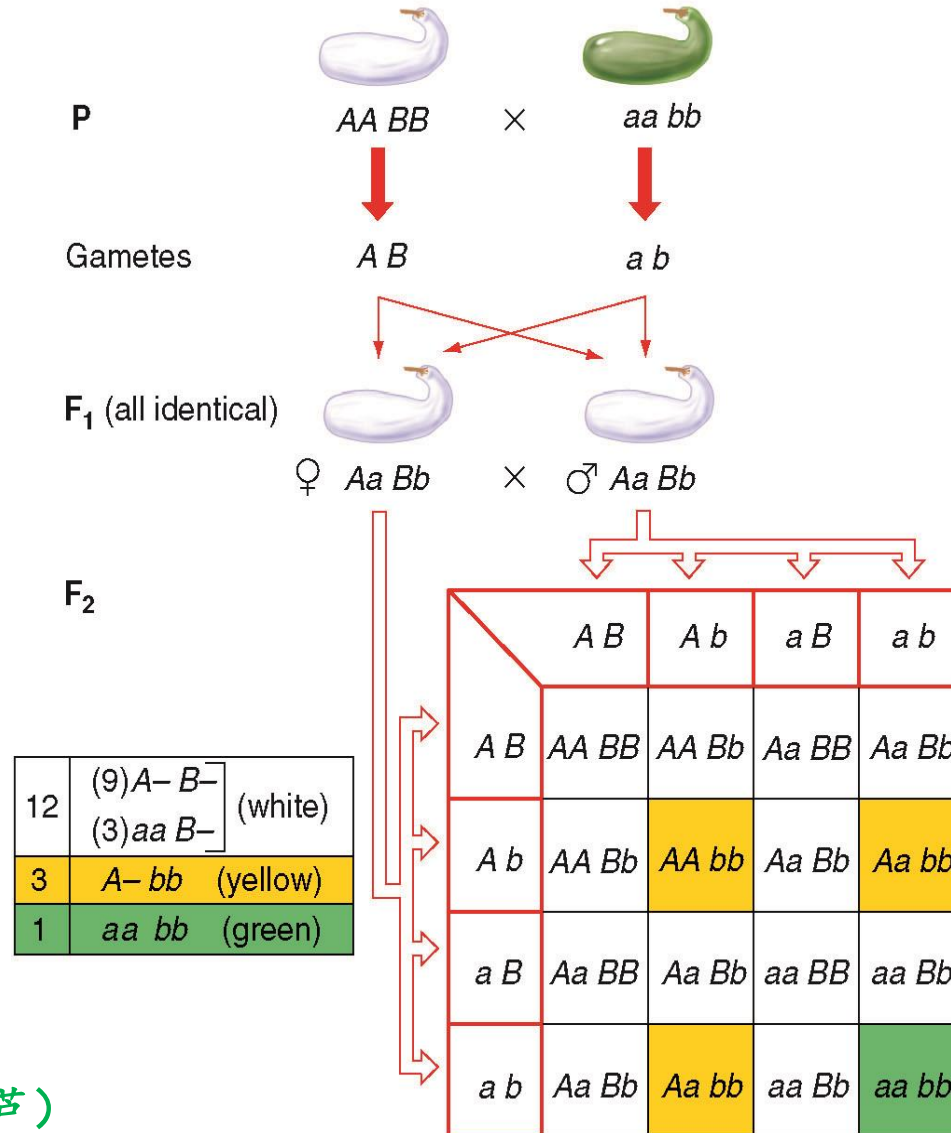 P AA BB × aa bb
Gametes A B a b
F₁ (all identical)
♀ Aa Bb × ♂ Aa Bb
F₂
A B A b a B a b
A B AA BB AA Bb Aa BB Aa Bb
A b AA Bb AA bb Aa Bb Aa bb
a B Aa BB Aa Bb aa BB aa Bb
a b Aa Bb Aa bb aa Bb aa bb
12 (9) A– B–
(3) aa B–
(white)
3 A– bb (yellow)
1 aa bb (green)
)